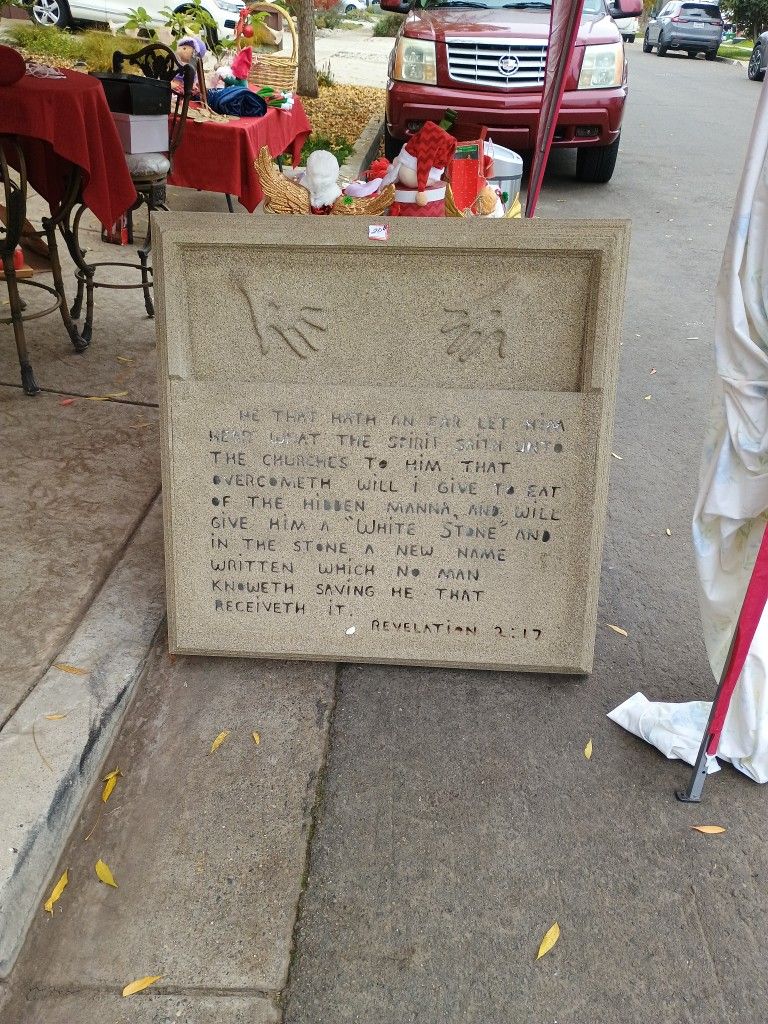 20
HE THAT HATH AN EAR LET HIM
HEAR WHAT THE SPIRIT SAITH UNTO
THE CHURCHES TO HIM THAT
OVERCOMETH WILL i GIVE TO EAT
OF THE HIDDEN MANNA, AND WILL
GIVE HIM A "WHITE STONE" AND
iN THE STONE A NEW NAME
WRITTEN WHICH NO MAN
KNOWETH SAVING HE THAT
RECEIVETH iT.
REVELATION 2:17